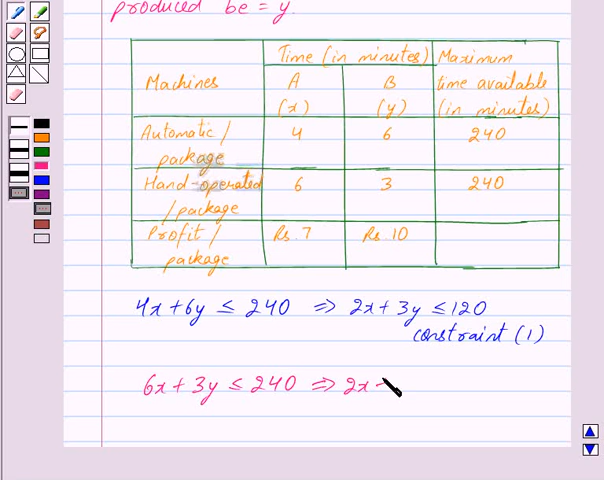 produced be = y.
Time (in minutes) Maximum
Machines A B time available
(x) (y) (in minutes)
Automatic / 4 6 240
package
Hand-operated 6 3 240
/package
Profit / Rs. 7 Rs. 10
package
4x + 6y ≤ 240 ⇒ 2x + 3y ≤ 120
constraint (1)
6x + 3y ≤ 240 ⇒ 2x